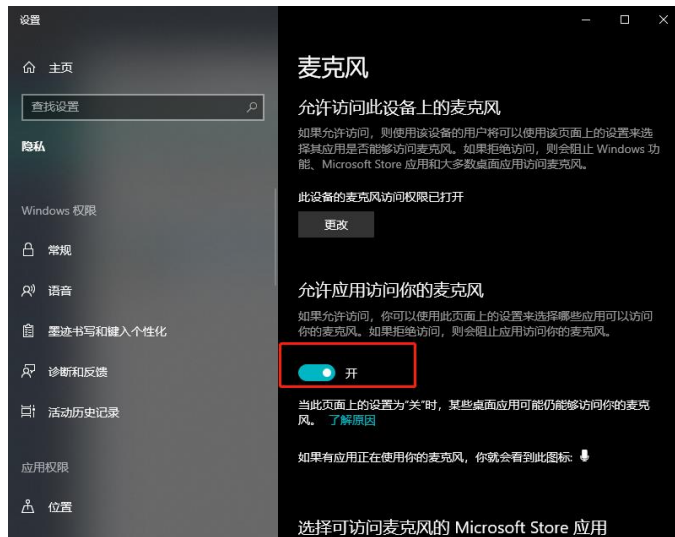 设置
主页
查找设置
隐私
Windows 权限
常规
语音
墨迹书写和键入个性化
诊断和反馈
活动历史记录
应用权限
位置
麦克风
允许访问此设备上的麦克风
如果允许访问，则使用该设备的用户将可以使用该页面上的设置来选
择其应用是否能够访问麦克风。如果拒绝访问，则会阻止 Windows 功
能、Microsoft Store 应用和大多数桌面应用访问麦克风。
此设备的麦克风访问权限已打开
更改
允许应用访问你的麦克风
如果允许访问，你可以使用此页面上的设置来选择哪些应用可以访问
你的麦克风。如果拒绝访问，则会阻止应用访问你的麦克风。
开
当此页面上的设置为"关"时，某些桌面应用可能仍能够访问你的麦克
风。 了解原因
如果有应用正在使用你的麦克风，你就会看到此图标:
选择可访问麦克风的 Microsoft Store 应用